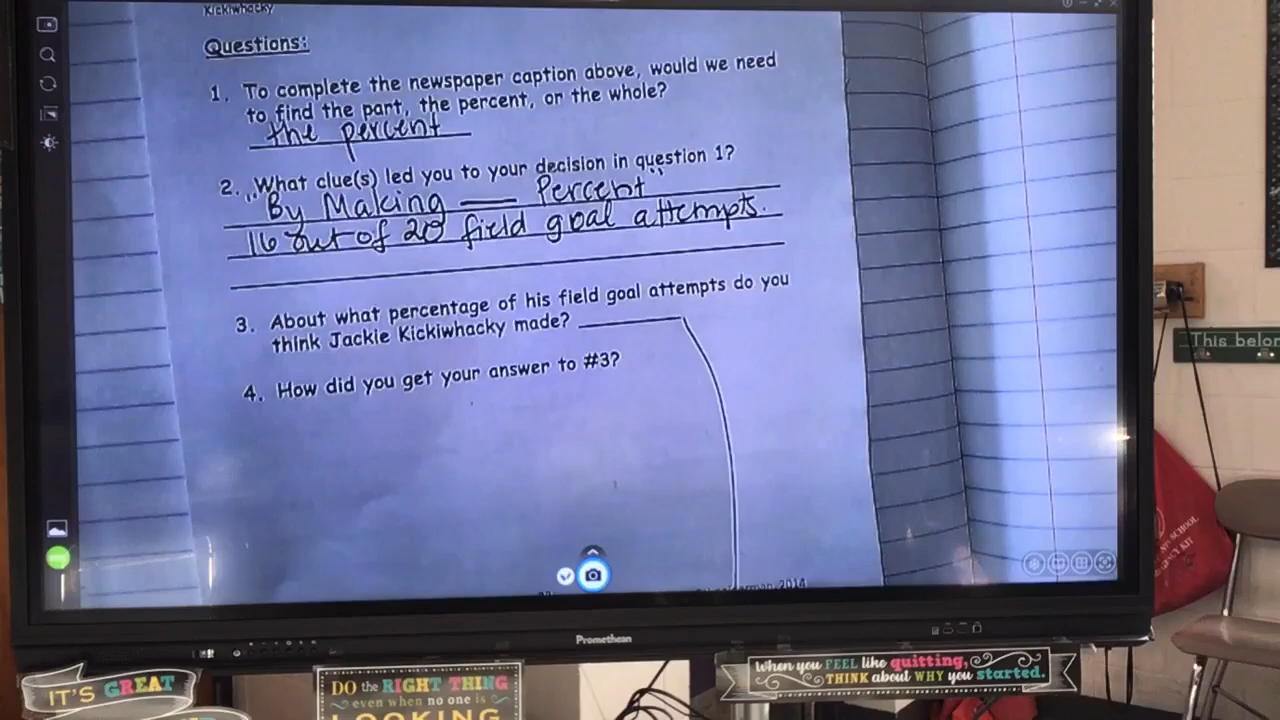 Kickiwhacky
Questions:
1. To complete the newspaper caption above, would we need
to find the part, the percent, or the whole?
the percent
2. What clue(s) led you to your decision in question 1?
"By Making ___ Percent"
16 out of 20 field goal attempts.
3. About what percentage of his field goal attempts do you
think Jackie Kickiwhacky made?
4. How did you get your answer to #3?
2014
Promethean
This belon
SCHOOL
KIT
IT'S GREAT
DO the RIGHT THING
even when no one is
LOOKING
When you FEEL like quitting,
THINK about WHY you started.